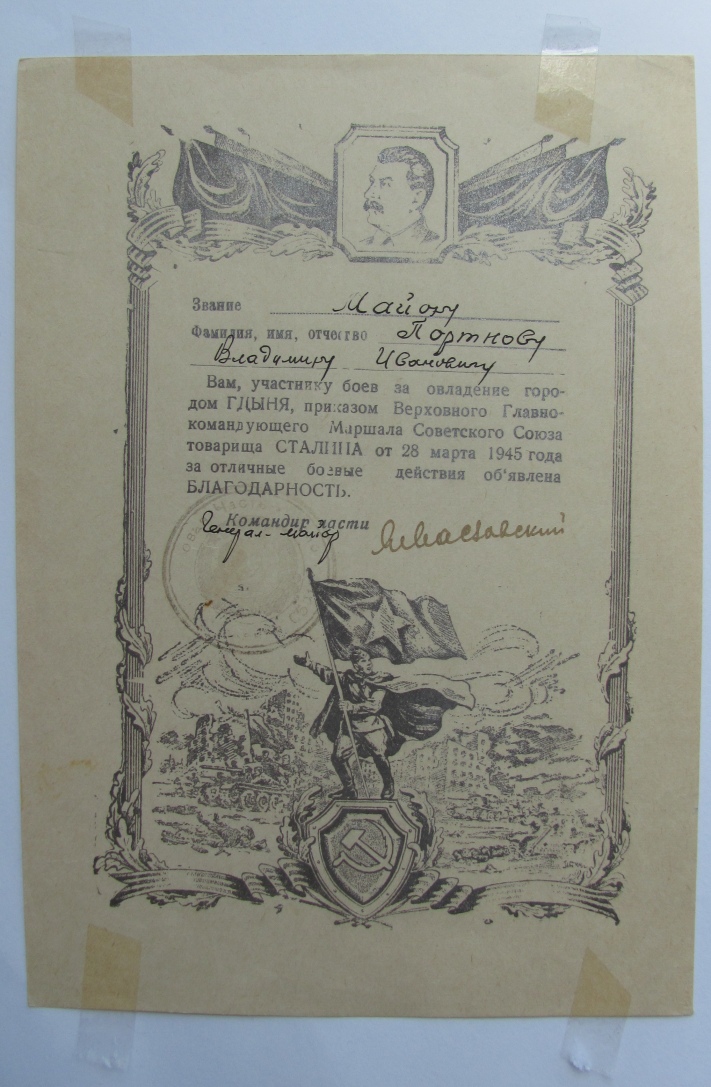 Звание Майору
Фамилия, имя, отчество Портнову
Владимиру Ивановичу
Вам, участнику боев за овладение горо-
дом ГДЫНЯ, приказом Верховного Главно-
командующего Маршала Советского Союза
товарища СТАЛИНА от 28 марта 1945 года
за отличные боевые действия об'явлена
БЛАГОДАРНОСТЬ.
Командир части
Генерал-майор